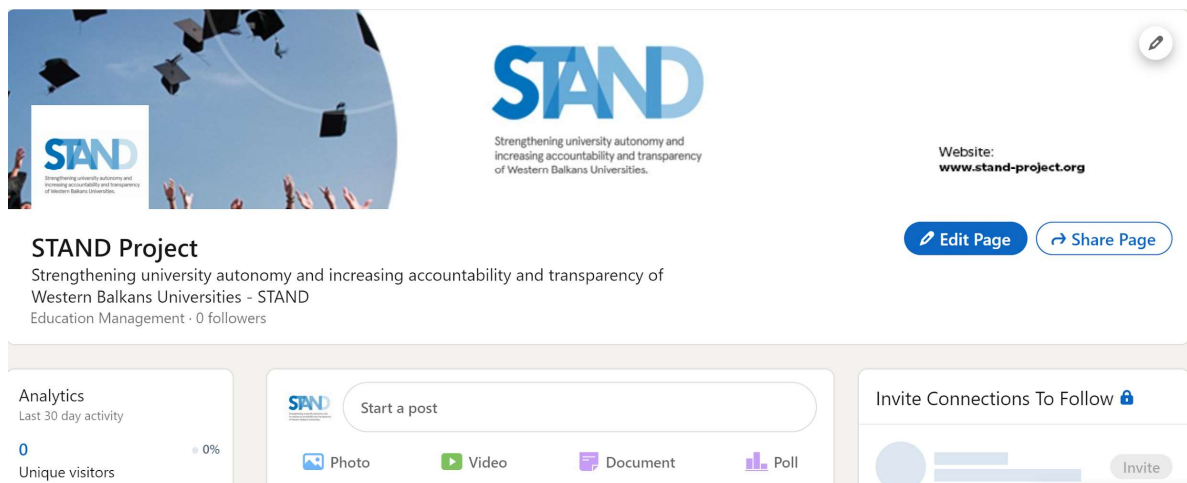 STAND
Strengthening university autonomy and
increasing accountability and transparency
of Western Balkans Universities.
Website:
www.stand-project.org
STAND
Strengthening university autonomy and
increasing accountability and transparency
of Western Balkans Universities.
Edit Page
Share Page
STAND Project
Strengthening university autonomy and increasing accountability and transparency of
Western Balkans Universities - STAND
Education Management · 0 followers
Analytics
Last 30 day activity
0
0%
Unique visitors
STAND
Start a post
Photo
Video
Document
Poll
Invite Connections To Follow
Invite